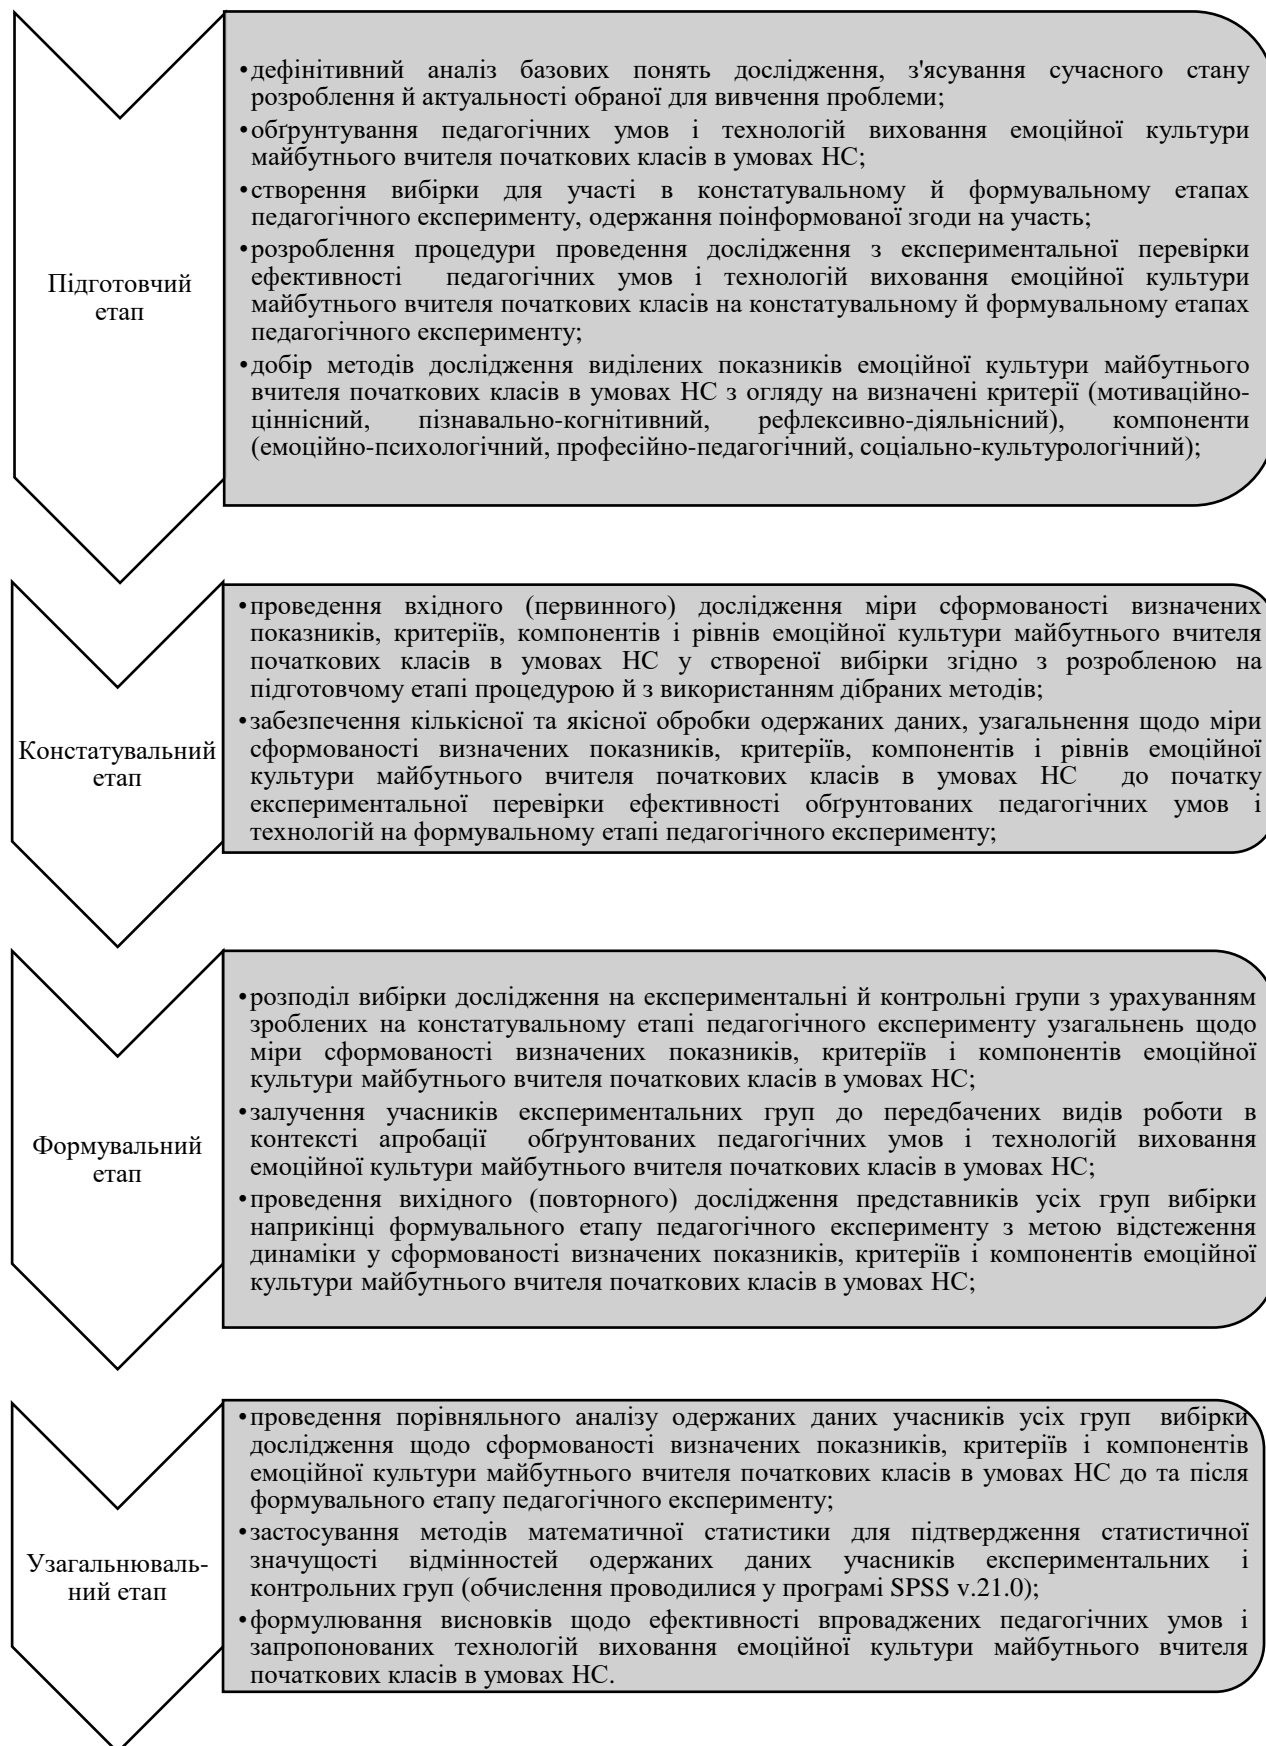 Підготовчий
етап
•дефінітивний аналіз базових понять дослідження, з'ясування сучасного стану
розроблення й актуальності обраної для вивчення проблеми;
•обґрунтування педагогічних умов і технологій виховання емоційної культури
майбутнього вчителя початкових класів в умовах НС;
•створення вибірки для участі в констатувальному й формувальному етапах
педагогічного експерименту, одержання поінформованої згоди на участь;
•розроблення процедури проведення дослідження з експериментальної перевірки
ефективності педагогічних умов і технологій виховання емоційної культури
майбутнього вчителя початкових класів на констатувальному й формувальному етапах
педагогічного експерименту;
•добір методів дослідження виділених показників емоційної культури майбутнього
вчителя початкових класів в умовах НС з огляду на визначені критерії (мотиваційно-
ціннісний, пізнавально-когнітивний, рефлексивно-діяльнісний), компоненти
(емоційно-психологічний, професійно-педагогічний, соціально-культурологічний);
Констатувальний
етап
•проведення вхідного (первинного) дослідження міри сформованості визначених
показників, критеріїв, компонентів і рівнів емоційної культури майбутнього вчителя
початкових класів в умовах НС у створеної вибірки згідно з розробленою на
підготовчому етапі процедурою й з використанням дібраних методів;
•забезпечення кількісної та якісної обробки одержаних даних, узагальнення щодо міри
сформованості визначених показників, критеріїв, компонентів і рівнів емоційної
культури майбутнього вчителя початкових класів в умовах НС до початку
експериментальної перевірки ефективності обґрунтованих педагогічних умов і
технологій на формувальному етапі педагогічного експерименту;
Формувальний
етап
•розподіл вибірки дослідження на експериментальні й контрольні групи з урахуванням
зроблених на констатувальному етапі педагогічного експерименту узагальнень щодо
міри сформованості визначених показників, критеріїв і компонентів емоційної
культури майбутнього вчителя початкових класів в умовах НС;
•залучення учасників експериментальних груп до передбачених видів роботи в
контексті апробації обґрунтованих педагогічних умов і технологій виховання
емоційної культури майбутнього вчителя початкових класів в умовах НС;
•проведення вихідного (повторного) дослідження представників усіх груп вибірки
наприкінці формувального етапу педагогічного експерименту з метою відстеження
динаміки у сформованості визначених показників, критеріїв і компонентів емоційної
культури майбутнього вчителя початкових класів в умовах НС;
Узагальнюваль-
ний етап
•проведення порівняльного аналізу одержаних даних учасників усіх груп вибірки
дослідження щодо сформованості визначених показників, критеріїв і компонентів
емоційної культури майбутнього вчителя початкових класів в умовах НС до та після
формувального етапу педагогічного експерименту;
•застосування методів математичної статистики для підтвердження статистичної
значущості відмінностей одержаних даних учасників експериментальних і
контрольних груп (обчислення проводилися у програмі SPSS v.21.0);
•формулювання висновків щодо ефективності впроваджених педагогічних умов і
запропонованих технологій виховання емоційної культури майбутнього вчителя
початкових класів в умовах НС.